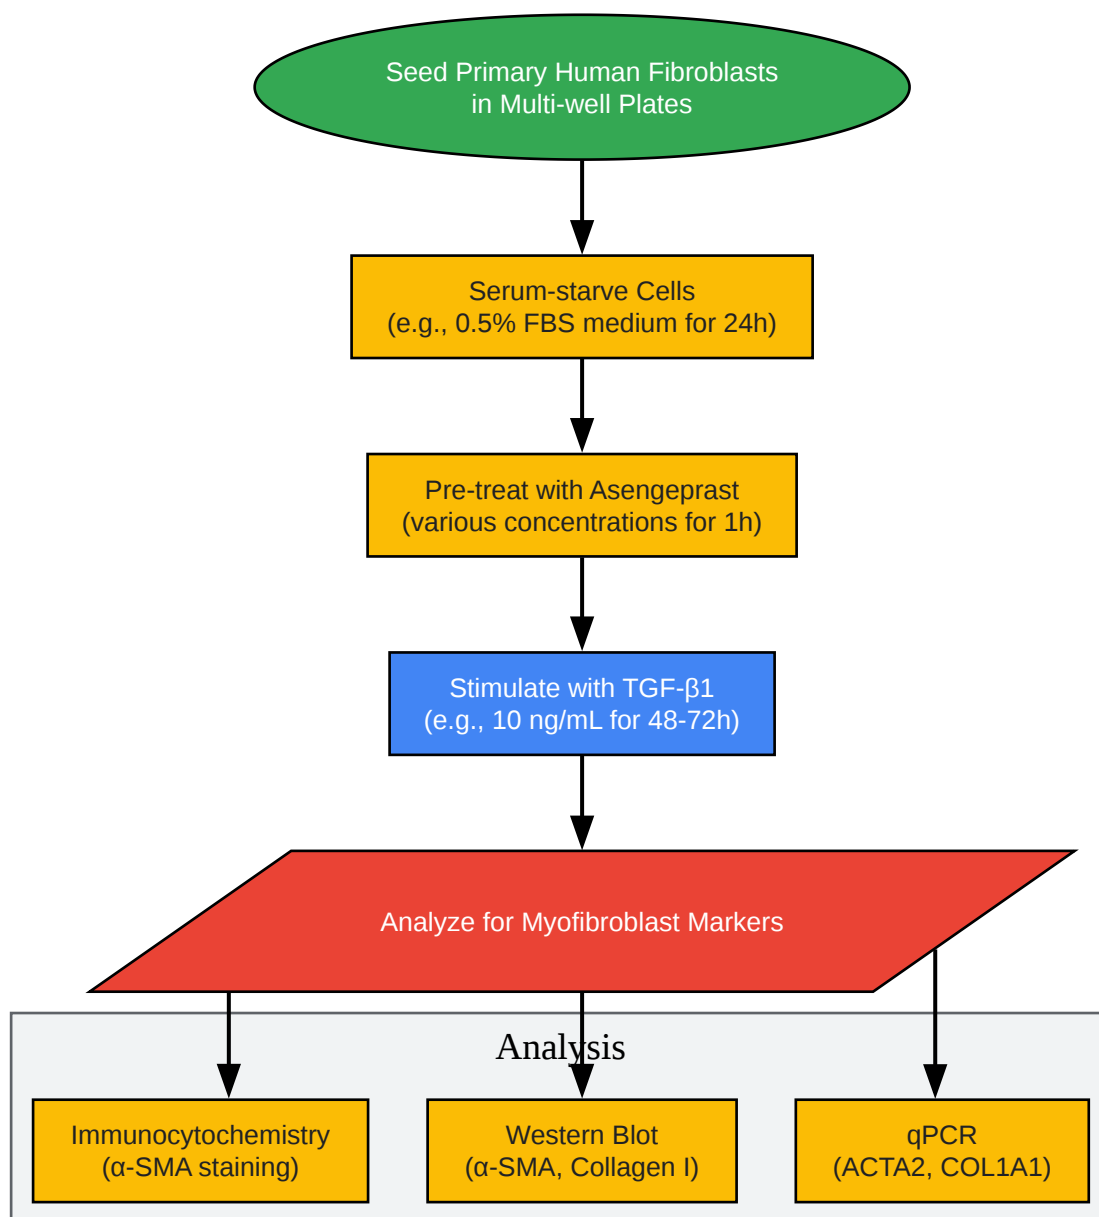 Seed Primary Human Fibroblasts
in Multi-well Plates
Serum-starve Cells
(e.g., 0.5% FBS medium for 24h)
Pre-treat with Asengeprast
(various concentrations for 1h)
Stimulate with TGF-β1
(e.g., 10 ng/mL for 48-72h)
Analyze for Myofibroblast Markers
Analysis
Immunocytochemistry
(α-SMA staining)
Western Blot
(α-SMA, Collagen I)
qPCR
(ACTA2, COL1A1)